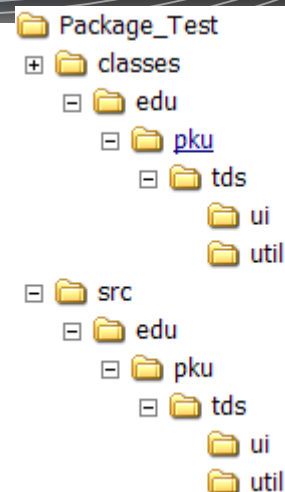 Package_Test
classes
edu
pku
tds
ui
util
src
edu
pku
tds
ui
util